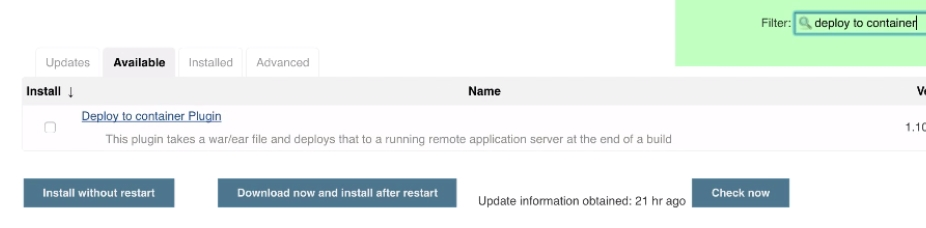 Filter: deploy to container
Updates Available Installed Advanced
Install ↓ Name
Deploy to container Plugin
This plugin takes a war/ear file and deploys that to a running remote application server at the end of a build
1.10
Install without restart Download now and install after restart Update information obtained: 21 hr ago Check now